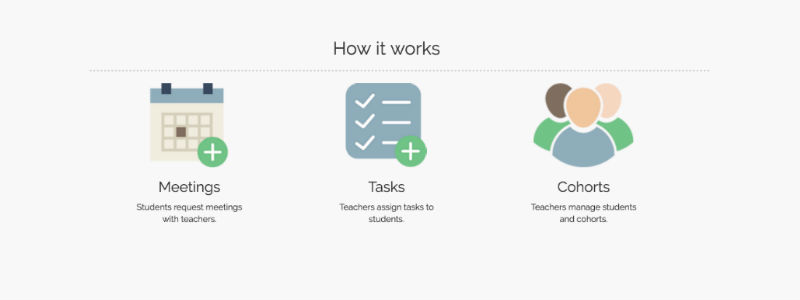 How it works
Meetings
Students request meetings
with teachers.
Tasks
Teachers assign tasks to
students.
Cohorts
Teachers manage students
and cohorts.